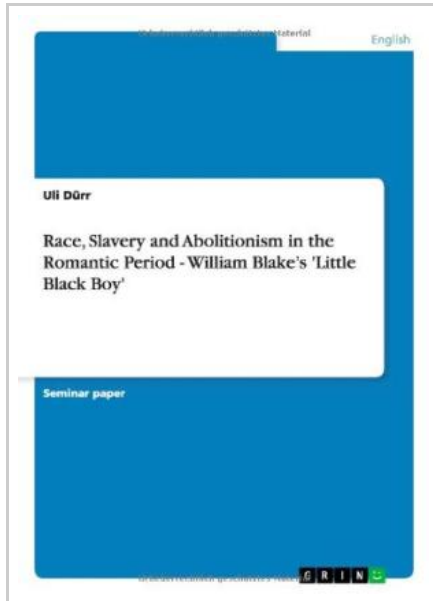 English
Uli Dürr
Race, Slavery and Abolitionism in the
Romantic Period - William Blake's 'Little
Black Boy'
Seminar paper
GRIN